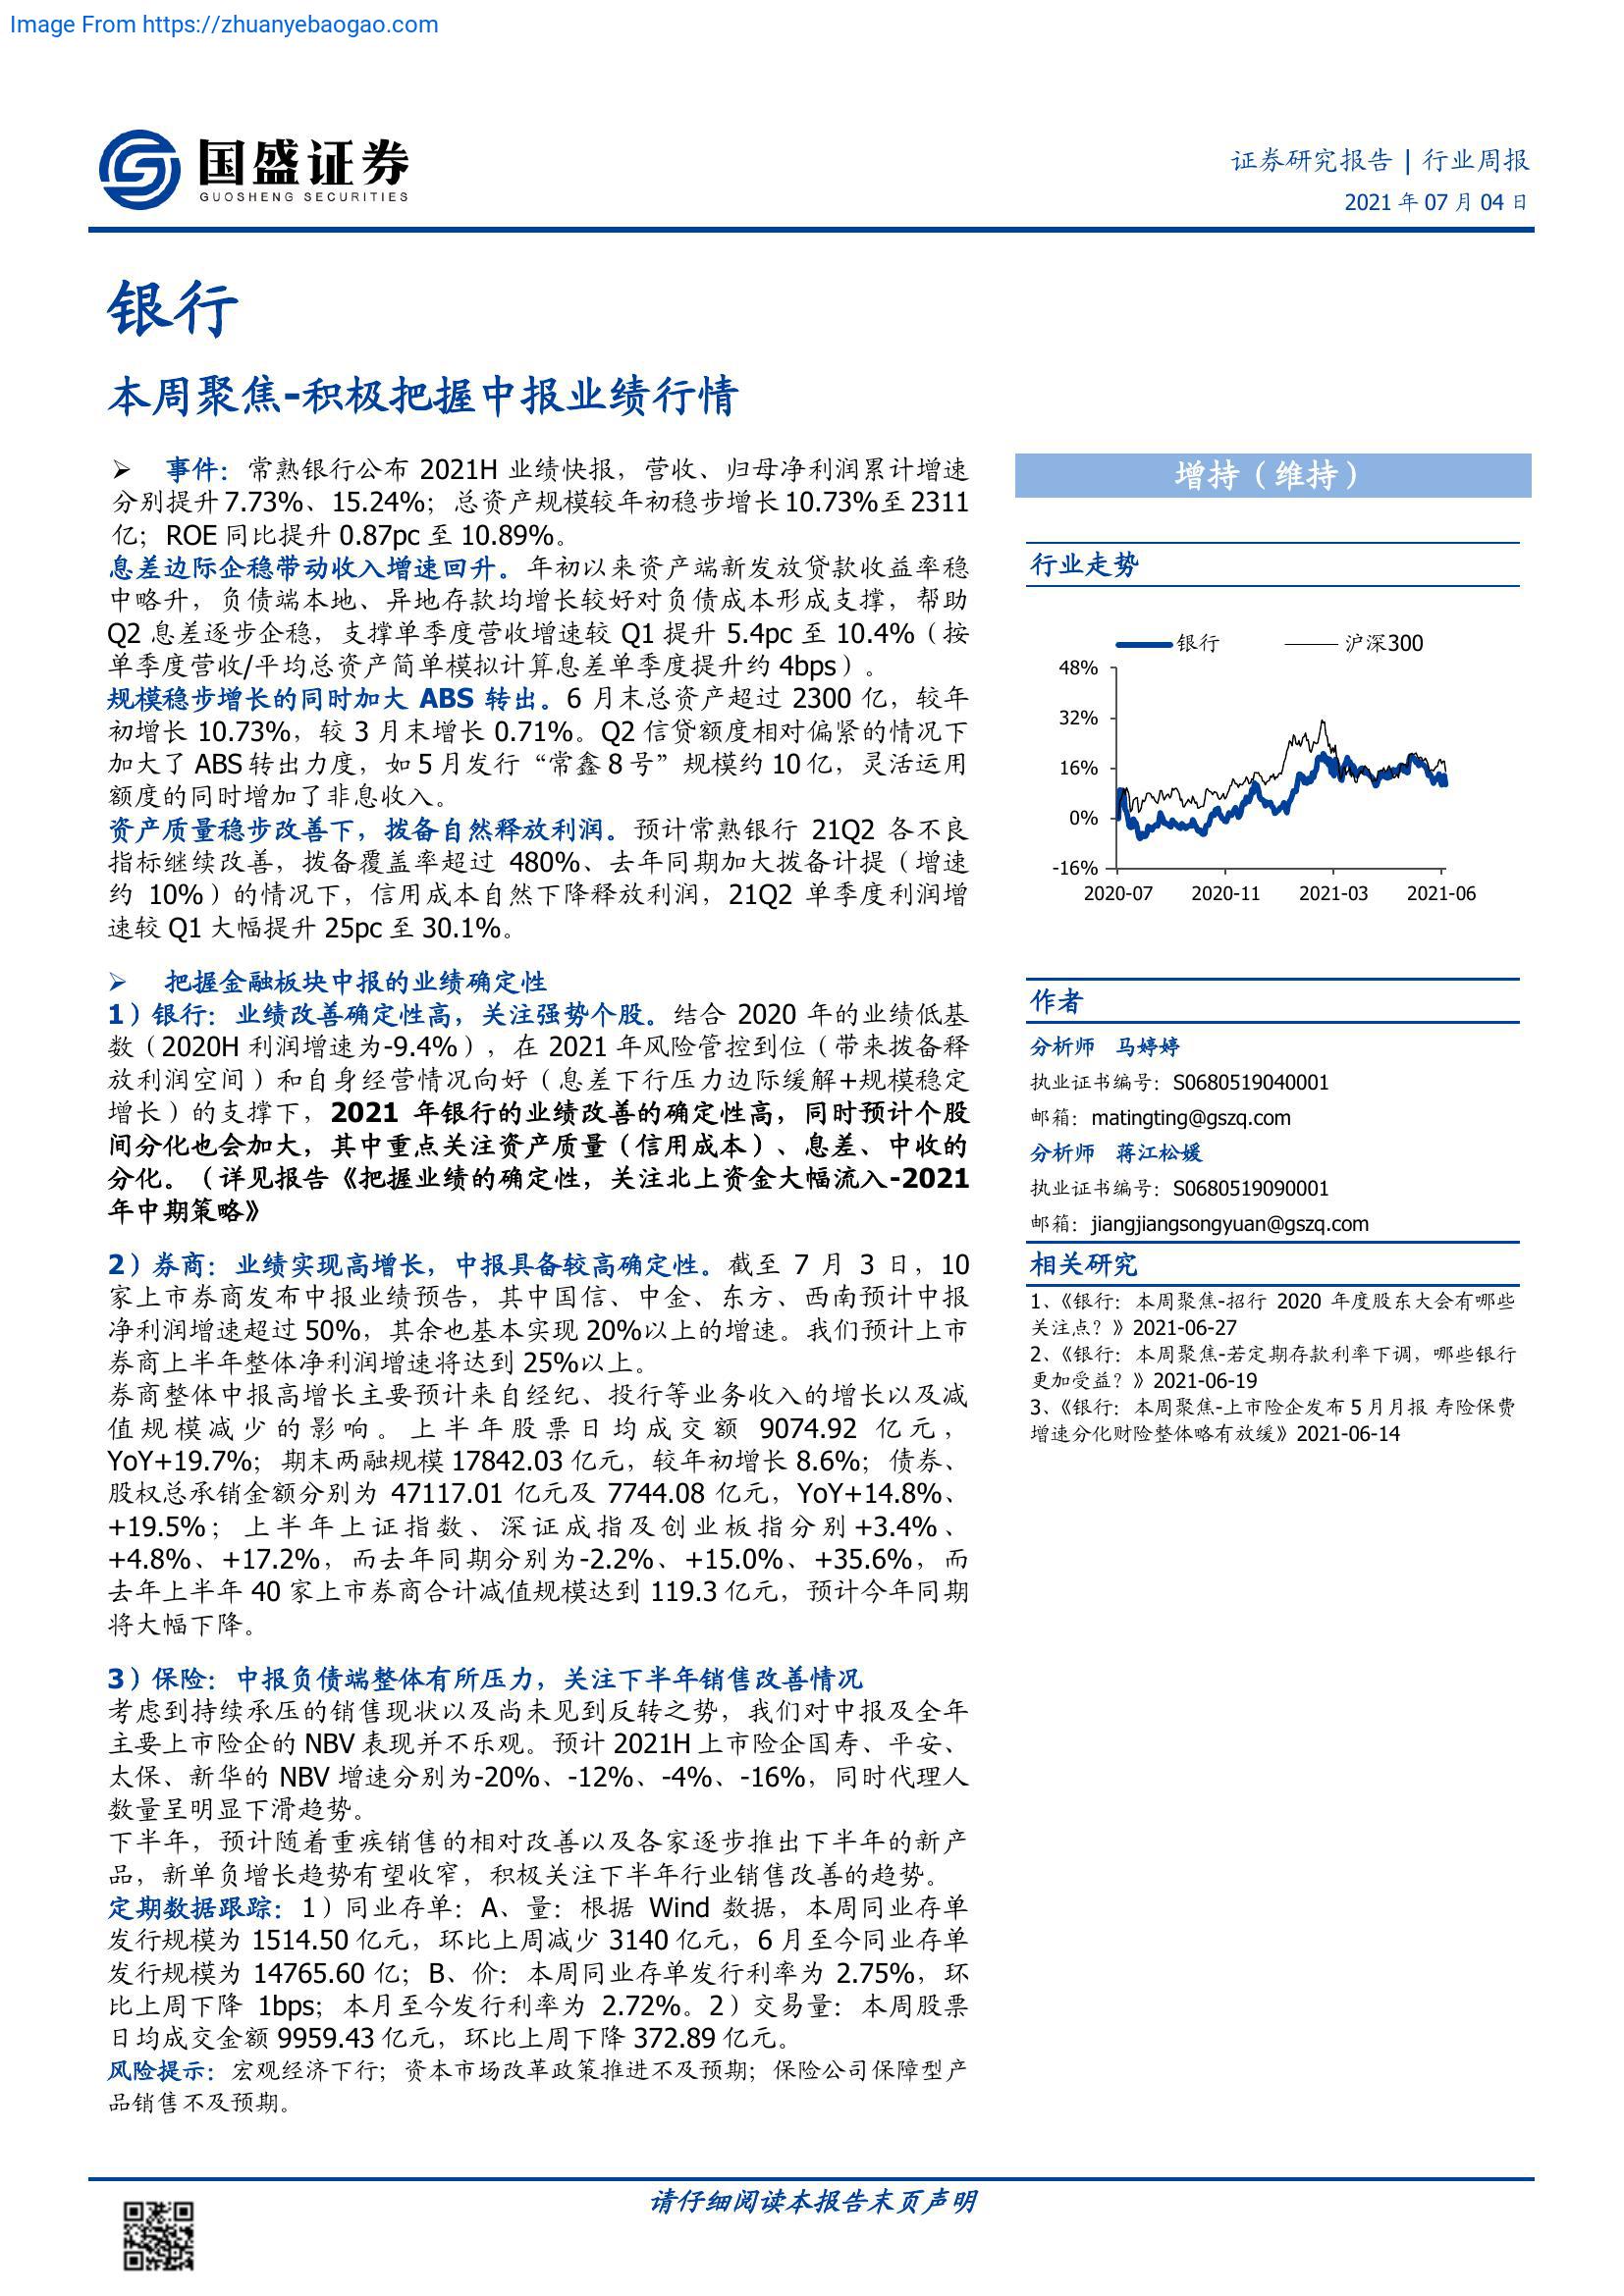 Image From https://zhuanyebaogao.com
国盛证券
GUOSHENG SECURITIES
证券研究报告 | 行业周报
2021 年 07 月 04 日
银行
本周聚焦-积极把握中报业绩行情
事件：常熟银行公布 2021H 业绩快报，营收、归母净利润累计增速
分别提升 7.73%、15.24%；总资产规模较年初稳步增长 10.73%至 2311
亿；ROE 同比提升 0.87pc 至 10.89%。
息差边际企稳带动收入增速回升。年初以来资产端新发放贷款收益率稳
中略升，负债端本地、异地存款均增长较好对负债成本形成支撑，帮助
Q2 息差逐步企稳，支撑单季度营收增速较 Q1 提升 5.4pc 至 10.4%（按
单季度营收/平均总资产简单模拟计算息差单季度提升约 4bps）。
规模稳步增长的同时加大 ABS 转出。6 月末总资产超过 2300 亿，较年
初增长 10.73%，较 3 月末增长 0.71%。Q2 信贷额度相对偏紧的情况下
加大了 ABS 转出力度，如 5 月发行“常鑫 8 号”规模约 10 亿，灵活运用
额度的同时增加了非息收入。
资产质量稳步改善下，拨备自然释放利润。预计常熟银行 21Q2 各不良
指标继续改善，拨备覆盖率超过 480%、去年同期加大拨备计提（增速
约 10%）的情况下，信用成本自然下降释放利润，21Q2 单季度利润增
速较 Q1 大幅提升 25pc 至 30.1%。
把握金融板块中报的业绩确定性
1）银行：业绩改善确定性高，关注强势个股。结合 2020 年的业绩低基
数（2020H 利润增速为-9.4%），在 2021 年风险管控到位（带来拨备释
放利润空间）和自身经营情况向好（息差下行压力边际缓解+规模稳定
增长）的支撑下，2021 年银行的业绩改善的确定性高，同时预计个股
间分化也会加大，其中重点关注资产质量（信用成本）、息差、中收的
分化。（详见报告《把握业绩的确定性，关注北上资金大幅流入-2021
年中期策略》
2）券商：业绩实现高增长，中报具备较高确定性。截至 7 月 3 日，10
家上市券商发布中报业绩预告，其中国信、中金、东方、西南预计中报
净利润增速超过 50%，其余也基本实现 20%以上的增速。我们预计上市
券商上半年整体净利润增速将达到 25%以上。
券商整体中报高增长主要预计来自经纪、投行等业务收入的增长以及减
值规模减少的影响。上半年股票日均成交额 9074.92 亿元，
YoY+19.7%；期末两融规模 17842.03 亿元，较年初增长 8.6%；债券、
股权总承销金额分别为 47117.01 亿元及 7744.08 亿元，YoY+14.8%、
+19.5%；上半年上证指数、深证成指及创业板指分别+3.4%、
+4.8%、+17.2%，而去年同期分别为-2.2%、+15.0%、+35.6%，而
去年上半年 40 家上市券商合计减值规模达到 119.3 亿元，预计今年同期
将大幅下降。
3）保险：中报负债端整体有所压力，关注下半年销售改善情况
考虑到持续承压的销售现状以及尚未见到反转之势，我们对中报及全年
主要上市险企的 NBV 表现并不乐观。预计 2021H 上市险企国寿、平安、
太保、新华的 NBV 增速分别为-20%、-12%、-4%、-16%，同时代理人
数量呈明显下滑趋势。
下半年，预计随着重疾销售的相对改善以及各家逐步推出下半年的新产
品，新单负增长趋势有望收窄，积极关注下半年行业销售改善的趋势。
定期数据跟踪：1）同业存单：A、量：根据 Wind 数据，本周同业存单
发行规模为 1514.50 亿元，环比上周减少 3140 亿元，6 月至今同业存单
发行规模为 14765.60 亿；B、价：本周同业存单发行利率为 2.75%，环
比上周下降 1bps；本月至今发行利率为 2.72%。2）交易量：本周股票
日均成交金额 9959.43 亿元，环比上周下降 372.89 亿元。
风险提示：宏观经济下行；资本市场改革政策推进不及预期；保险公司保障型产
品销售不及预期。
增持（维持）
行业走势
银行 沪深300
48%
32%
16%
0%
-16%
2020-07 2020-11 2021-03 2021-06
作者
分析师 马婷婷
执业证书编号：S0680519040001
邮箱：matingting@gszq.com
分析师 蒋江松媛
执业证书编号：S0680519090001
邮箱：jiangjiangsongyuan@gszq.com
相关研究
1、《银行：本周聚焦-招行 2020 年度股东大会有哪些
关注点？》2021-06-27
2、《银行：本周聚焦-若定期存款利率下调，哪些银行
更加受益？》2021-06-19
3、《银行：本周聚焦-上市险企发布 5 月月报 寿险保费
增速分化财险整体略有放缓》2021-06-14
请仔细阅读本报告末页声明